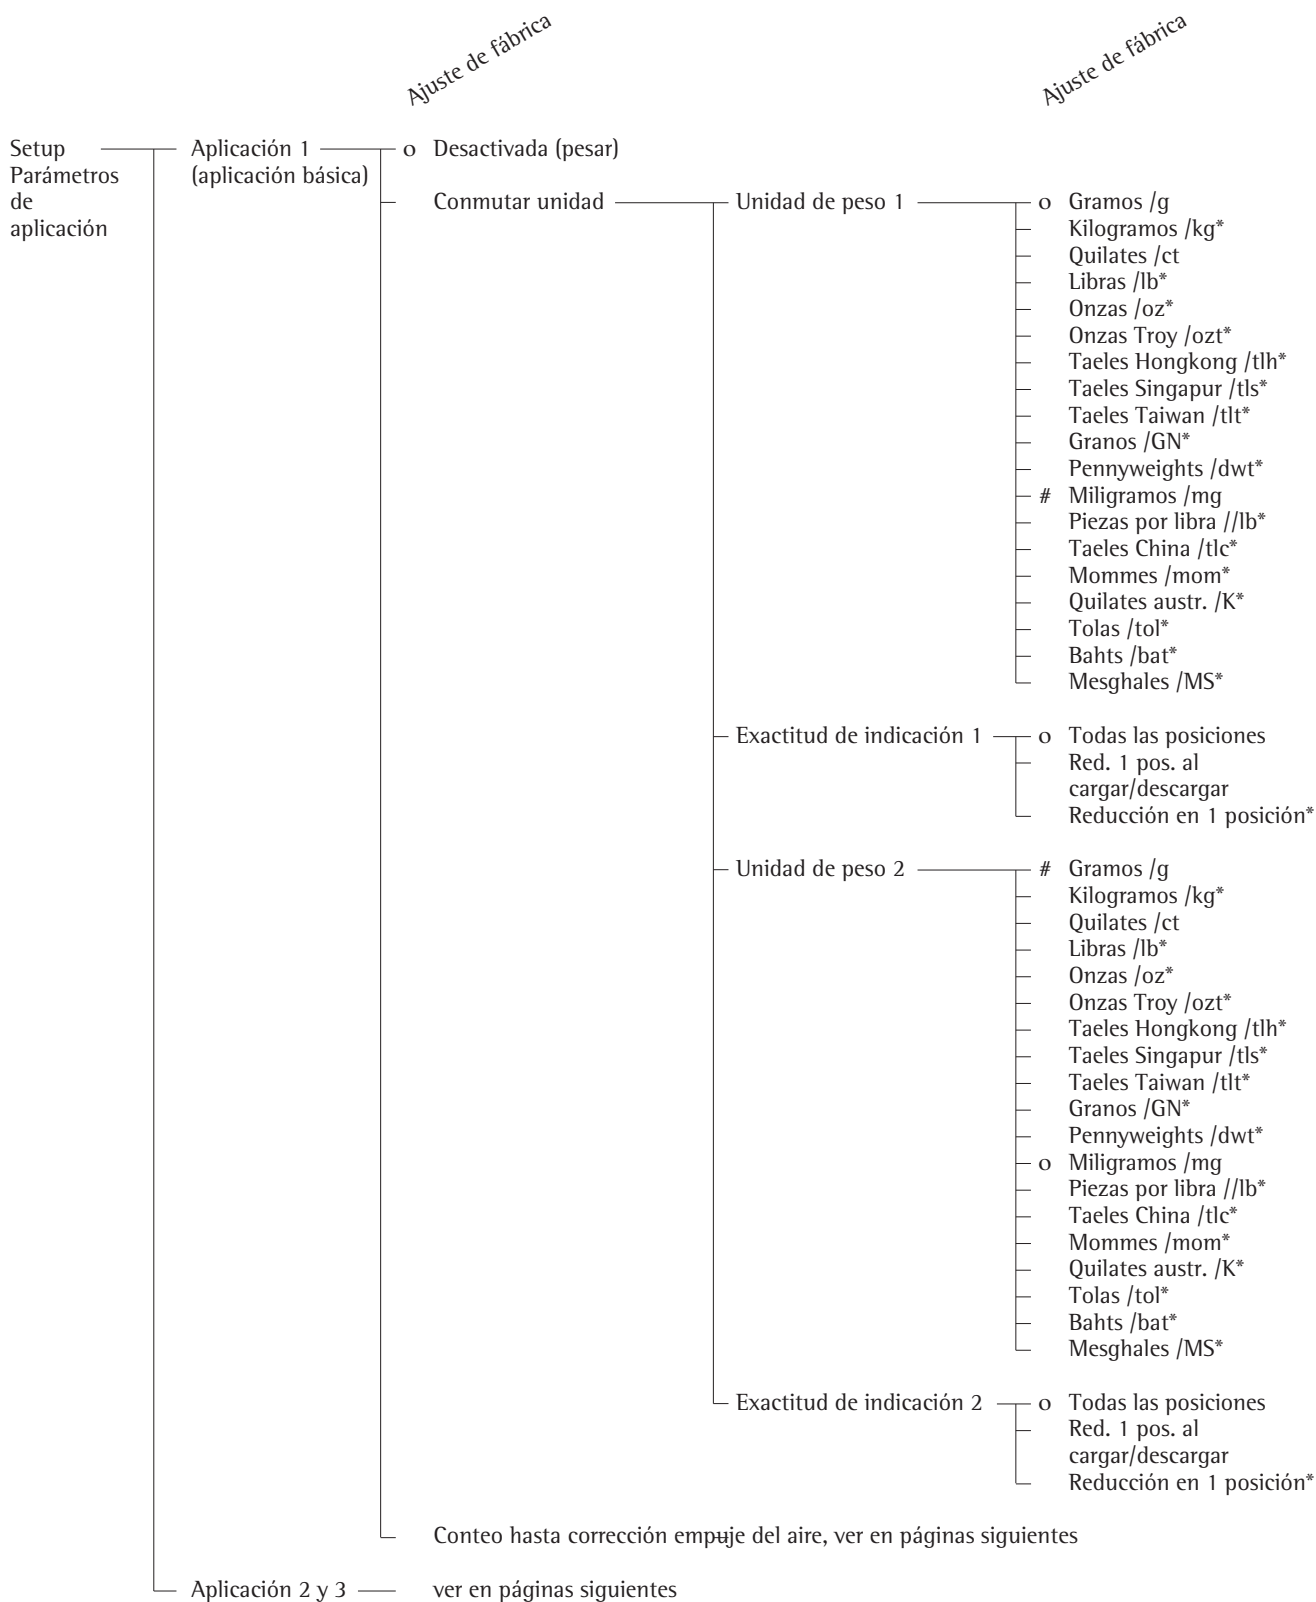 Ajuste de fábrica
Ajuste de fábrica
Setup
Parámetros
de
aplicación
Aplicación 1
(aplicación básica)
o Desactivada (pesar)
Conmutar unidad
Unidad de peso 1
o Gramos /g
Kilogramos /kg*
Quilates /ct
Libras /lb*
Onzas /oz*
Onzas Troy /ozt*
Taeles Hongkong /tlh*
Taeles Singapur /tls*
Taeles Taiwan /tlt*
Granos /GN*
Pennyweights /dwt*
# Miligramos /mg
Piezas por libra //lb*
Taeles China /tlc*
Mommes /mom*
Quilates austr. /K*
Tolas /tol*
Bahts /bat*
Mesghales /MS*
Exactitud de indicación 1
o Todas las posiciones
Red. 1 pos. al
cargar/descargar
Reducción en 1 posición*
Unidad de peso 2
# Gramos /g
Kilogramos /kg*
Quilates /ct
Libras /lb*
Onzas /oz*
Onzas Troy /ozt*
Taeles Hongkong /tlh*
Taeles Singapur /tls*
Taeles Taiwan /tlt*
Granos /GN*
Pennyweights /dwt*
o Miligramos /mg
Piezas por libra //lb*
Taeles China /tlc*
Mommes /mom*
Quilates austr. /K*
Tolas /tol*
Bahts /bat*
Mesghales /MS*
Exactitud de indicación 2
o Todas las posiciones
Red. 1 pos. al
cargar/descargar
Reducción en 1 posición*
Conteo hasta corrección empuje del aire, ver en páginas siguientes
Aplicación 2 y 3
ver en páginas siguientes